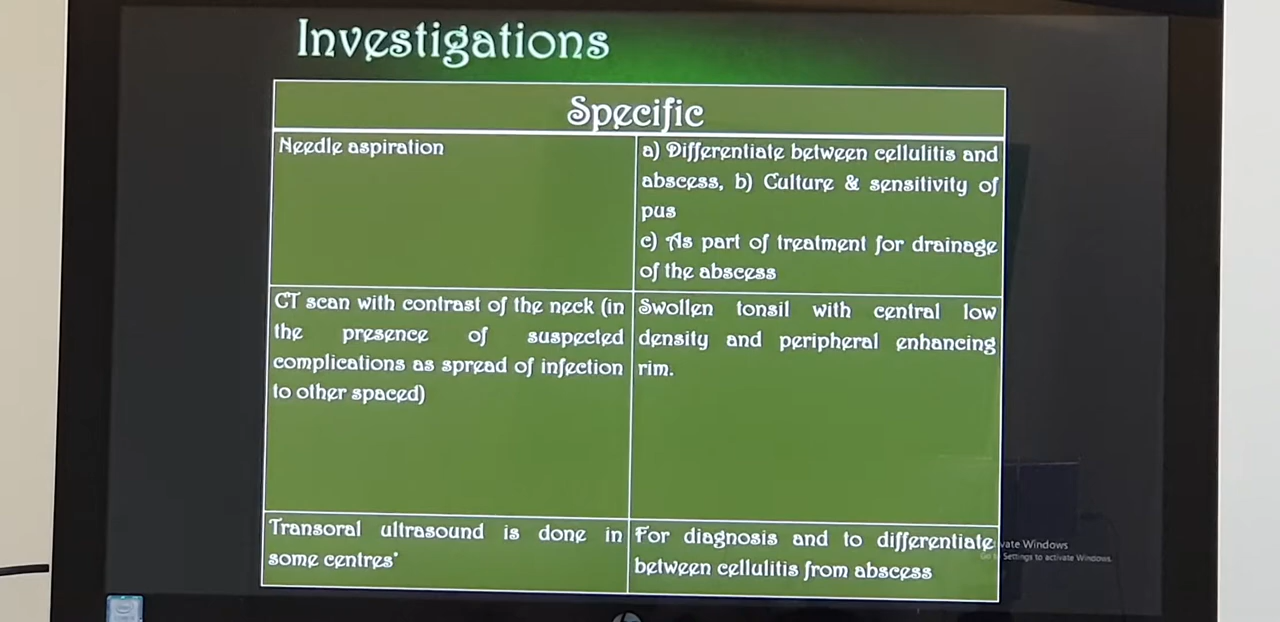 Investigations
Specific
Needle aspiration
a) Differentiate between cellulitis and
abscess, b) Culture & sensitivity of
pus
c) As part of treatment for drainage
of the abscess
CT scan with contrast of the neck (in
the presence of suspected
complications as spread of infection
to other spaced)
Swollen tonsil with central low
density and peripheral enhancing
rim.
Transoral ultrasound is done in
some centres'
For diagnosis and to differentiate
between cellulitis from abscess
vate Windows
Settings to activate Windows.